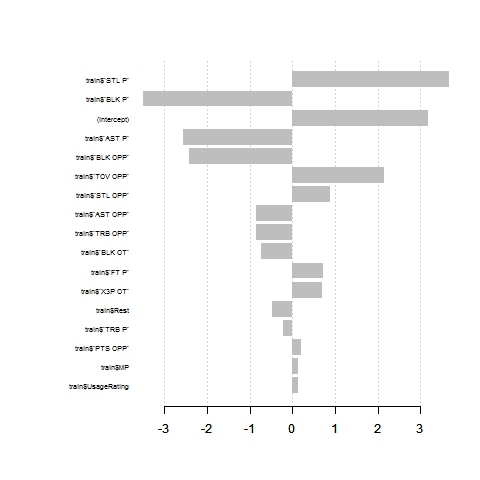 train$`STL P`
train$`BLK P`
(Intercept)
train$`AST P`
train$`BLK OPP`
train$`TOV OPP`
train$`STL OPP`
train$`AST OPP`
train$`TRB OPP`
train$`BLK OT`
train$`FT P`
train$`X3P OT`
train$Rest
train$`TRB P`
train$`PTS OPP`
train$MP
train$UsageRating
-3 -2 -1 0 1 2 3